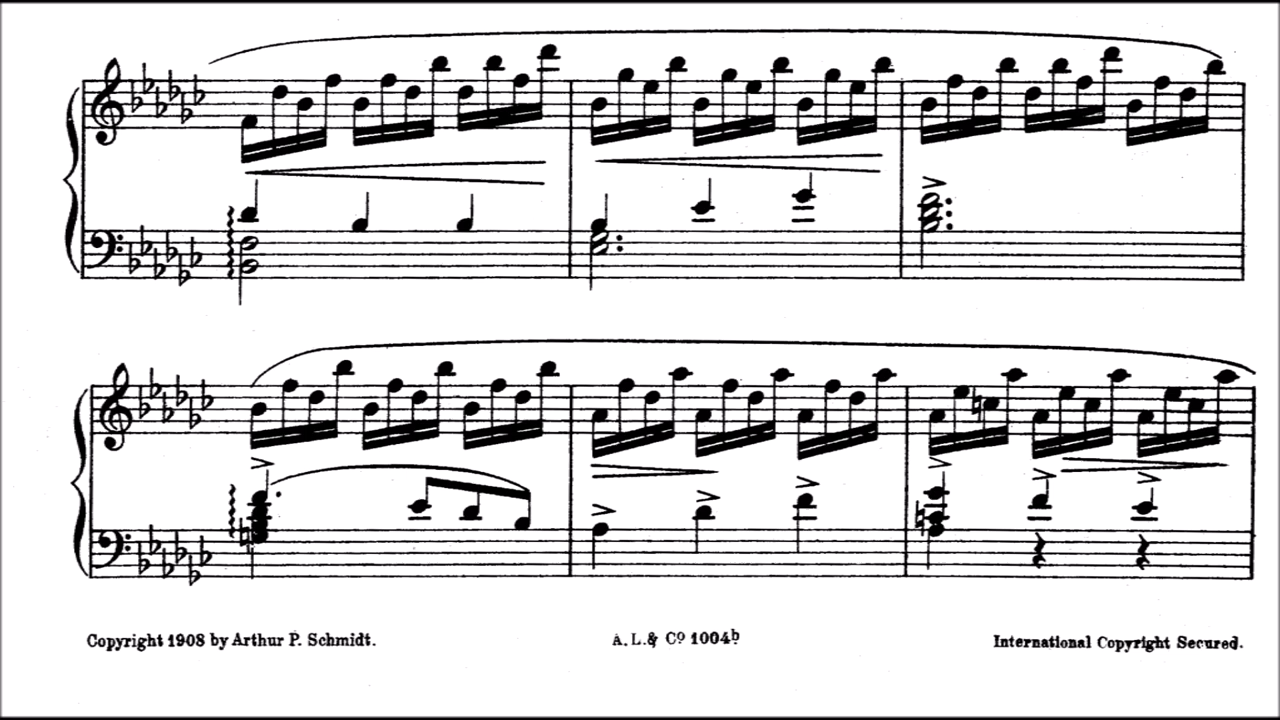 Copyright 1908 by Arthur P. Schmidt.
A. L. & Co 1004b
International Copyright Secured.